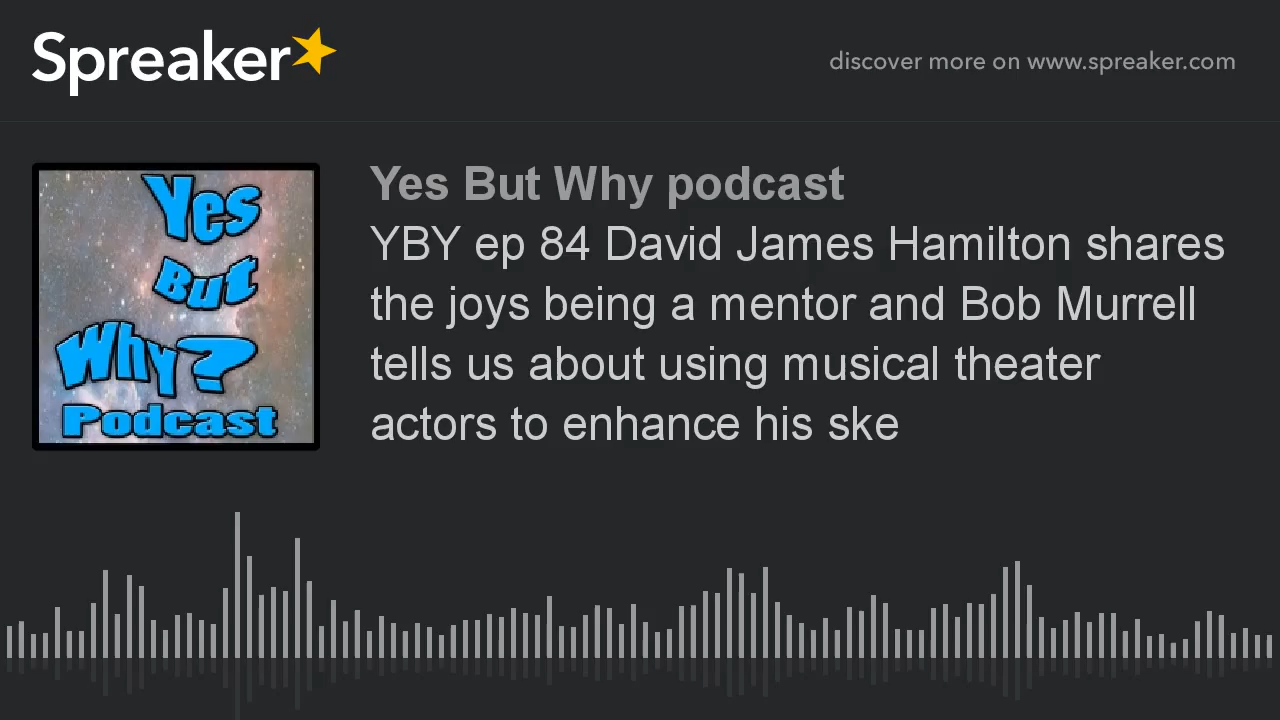 Spreaker
discover more on www.spreaker.com
Yes
But
Why?
Podcast
Yes But Why podcast
YBY ep 84 David James Hamilton shares
the joys being a mentor and Bob Murrell
tells us about using musical theater
actors to enhance his ske